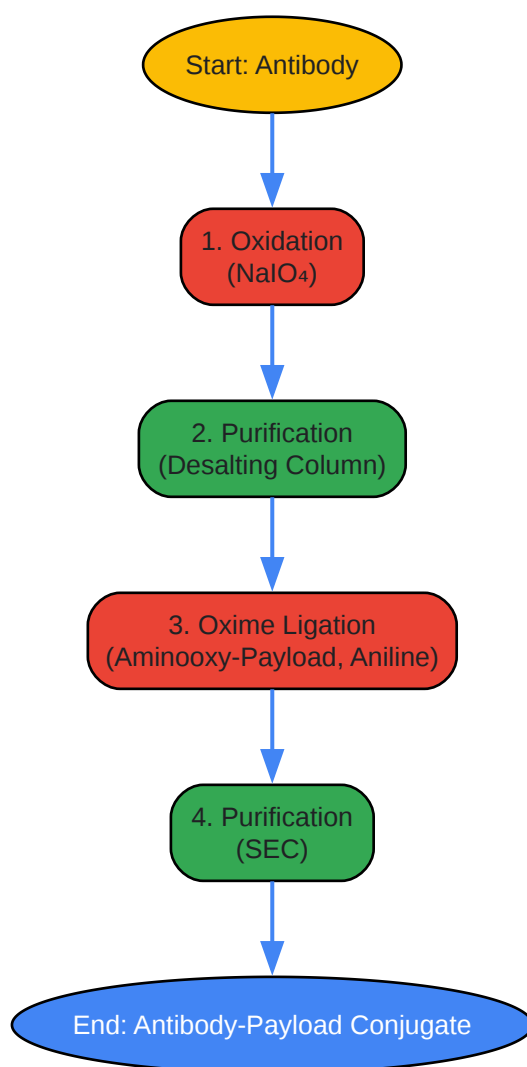 Start: Antibody
1. Oxidation
(NaIO₄)
2. Purification
(Desalting Column)
3. Oxime Ligation
(Aminooxy-Payload, Aniline)
4. Purification
(SEC)
End: Antibody-Payload Conjugate